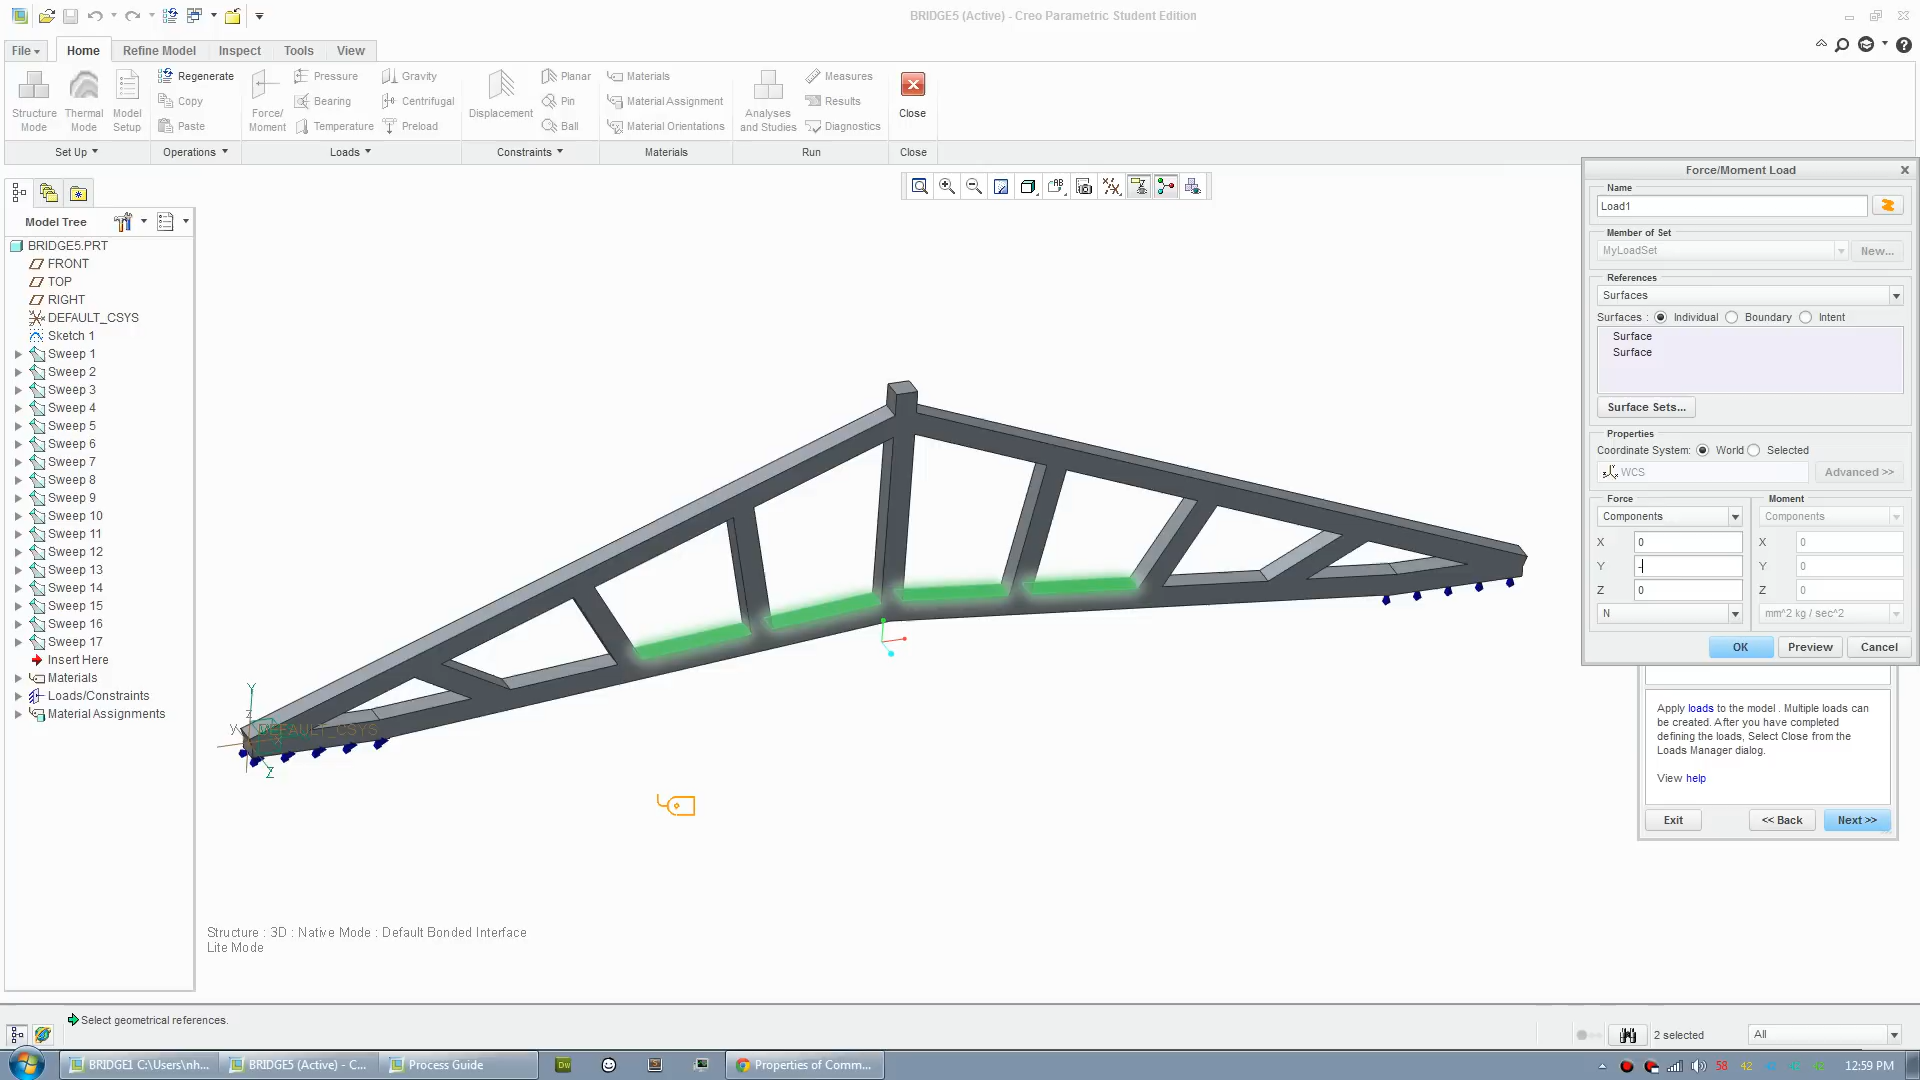 BRIDGE5 (Active) - Creo Parametric Student Edition
File
Home
Refine Model
Inspect
Tools
View
Structure Mode
Thermal Mode
Model Setup
Regenerate
Copy
Paste
Force/ Moment
Pressure
Bearing
Temperature
Gravity
Centrifugal
Preload
Displacement
Planar
Pin
Ball
Materials
Material Assignment
Material Orientations
Analyses and Studies
Measures
Results
Diagnostics
Close
Set Up
Operations
Loads
Constraints
Materials
Run
Close
Model Tree
BRIDGE5.PRT
FRONT
TOP
RIGHT
DEFAULT_CSYS
Sketch 1
Sweep 1
Sweep 2
Sweep 3
Sweep 4
Sweep 5
Sweep 6
Sweep 7
Sweep 8
Sweep 9
Sweep 10
Sweep 11
Sweep 12
Sweep 13
Sweep 14
Sweep 15
Sweep 16
Sweep 17
Insert Here
Materials
Loads/Constraints
Material Assignments
Y
Z
Y
DEFAULT_CSYS
X
Z
Structure : 3D : Native Mode : Default Bonded Interface
Lite Mode
Force/Moment Load
Name
Load1
Member of Set
MyLoadSet
New...
References
Surfaces
Surfaces :
Individual
Boundary
Intent
Surface
Surface
Surface Sets...
Properties
Coordinate System:
World
Selected
WCS
Advanced >>
Force
Moment
Components
Components
X
0
X
0
Y
-
Y
0
Z
0
Z
0
N
mm^2 kg / sec^2
OK
Preview
Cancel
Apply loads to the model . Multiple loads can
be created. After you have completed
defining the loads, Select Close from the
Loads Manager dialog.
View help
Exit
<< Back
Next >>
Select geometrical references.
2 selected
All
BRIDGE1 C:\Users\nh...
BRIDGE5 (Active) - C...
Process Guide
Dw
Properties of Comm...
58
42
12:59 PM